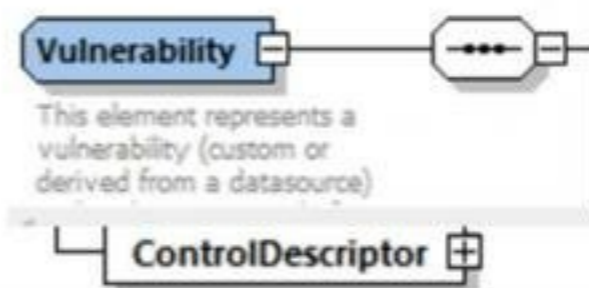 Vulnerability
This element represents a
vulnerability (custom or
derived from a datasource)
ControlDescriptor